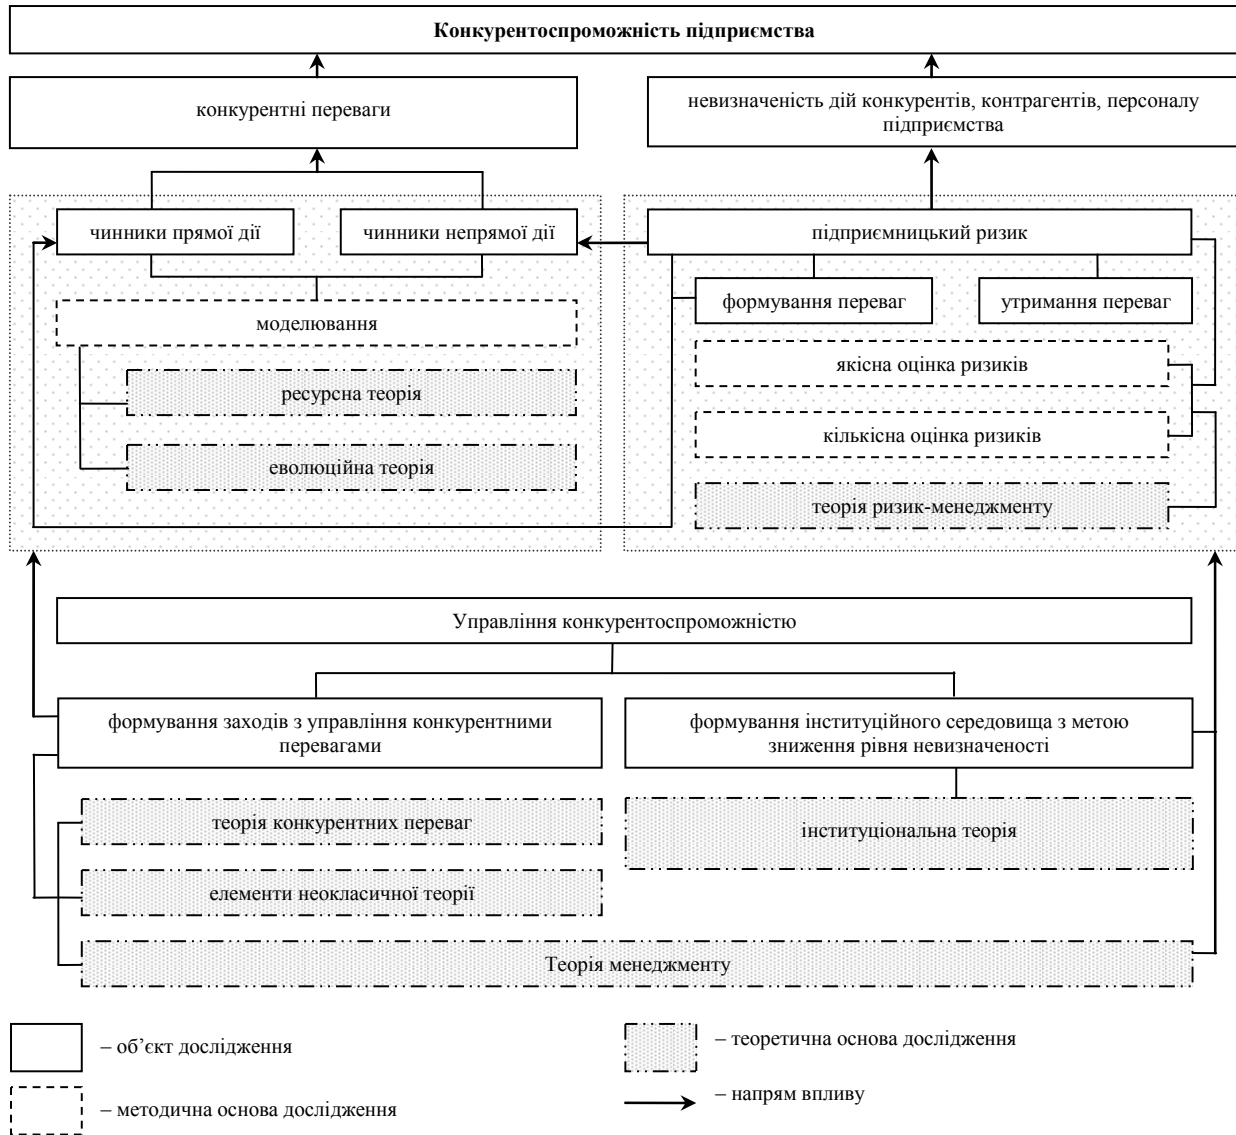 Конкурентоспроможність підприємства
конкурентні переваги
невизначеність дій конкурентів, контрагентів, персоналу
підприємства
чинники прямої дії
чинники непрямої дії
підприємницький ризик
формування переваг
утримання переваг
моделювання
якісна оцінка ризиків
ресурсна теорія
кількісна оцінка ризиків
еволюційна теорія
теорія ризик-менеджменту
Управління конкурентоспроможністю
формування заходів з управління конкурентними
перевагами
формування інституційного середовища з метою
зниження рівня невизначеності
теорія конкурентних переваг
інституціональна теорія
елементи неокласичної теорії
Теорія менеджменту
– об’єкт дослідження
– теоретична основа дослідження
– методична основа дослідження
– напрям впливу